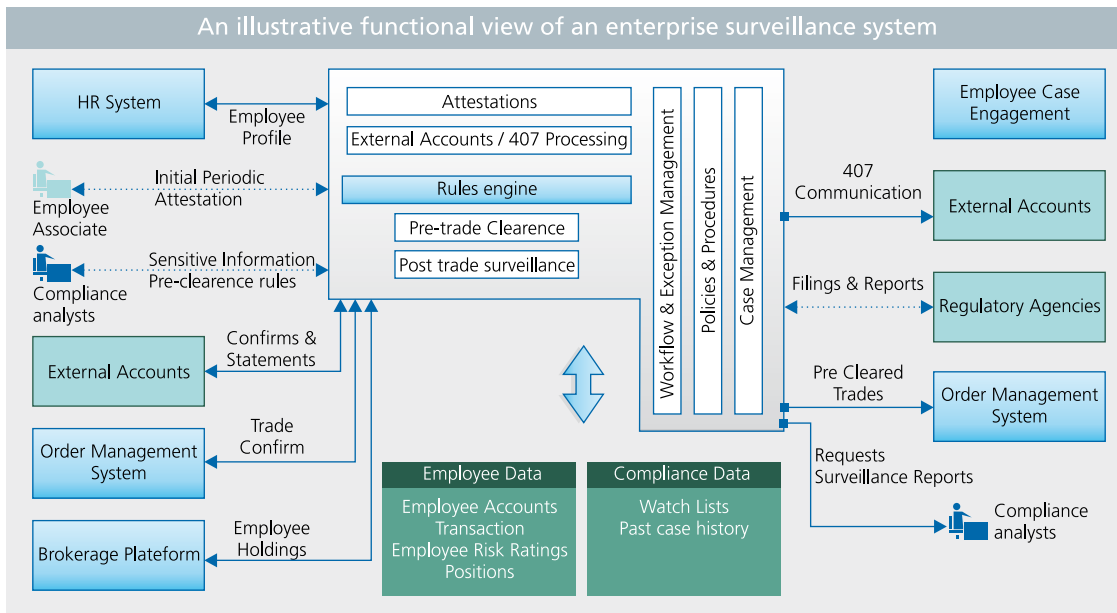 An illustrative functional view of an enterprise surveillance system
HR System
Employee
Profile
Employee
Associate
Initial Periodic
Attestation
Compliance
analysts
Sensitive Information
Pre-clearence rules
External Accounts
Confirms &
Statements
Order Management
System
Trade
Confirm
Brokerage Plateform
Employee
Holdings
Attestations
External Accounts / 407 Processing
Rules engine
Pre-trade Clearence
Post trade surveillance
Workflow & Exception Management
Policies & Procedures
Case Management
Employee Data
Employee Accounts
Transaction
Employee Risk Ratings
Positions
Compliance Data
Watch Lists
Past case history
Employee Case
Engagement
407
Communication
External Accounts
Filings & Reports
Regulatory Agencies
Pre Cleared
Trades
Order Management
System
Requests
Surveillance Reports
Compliance
analysts